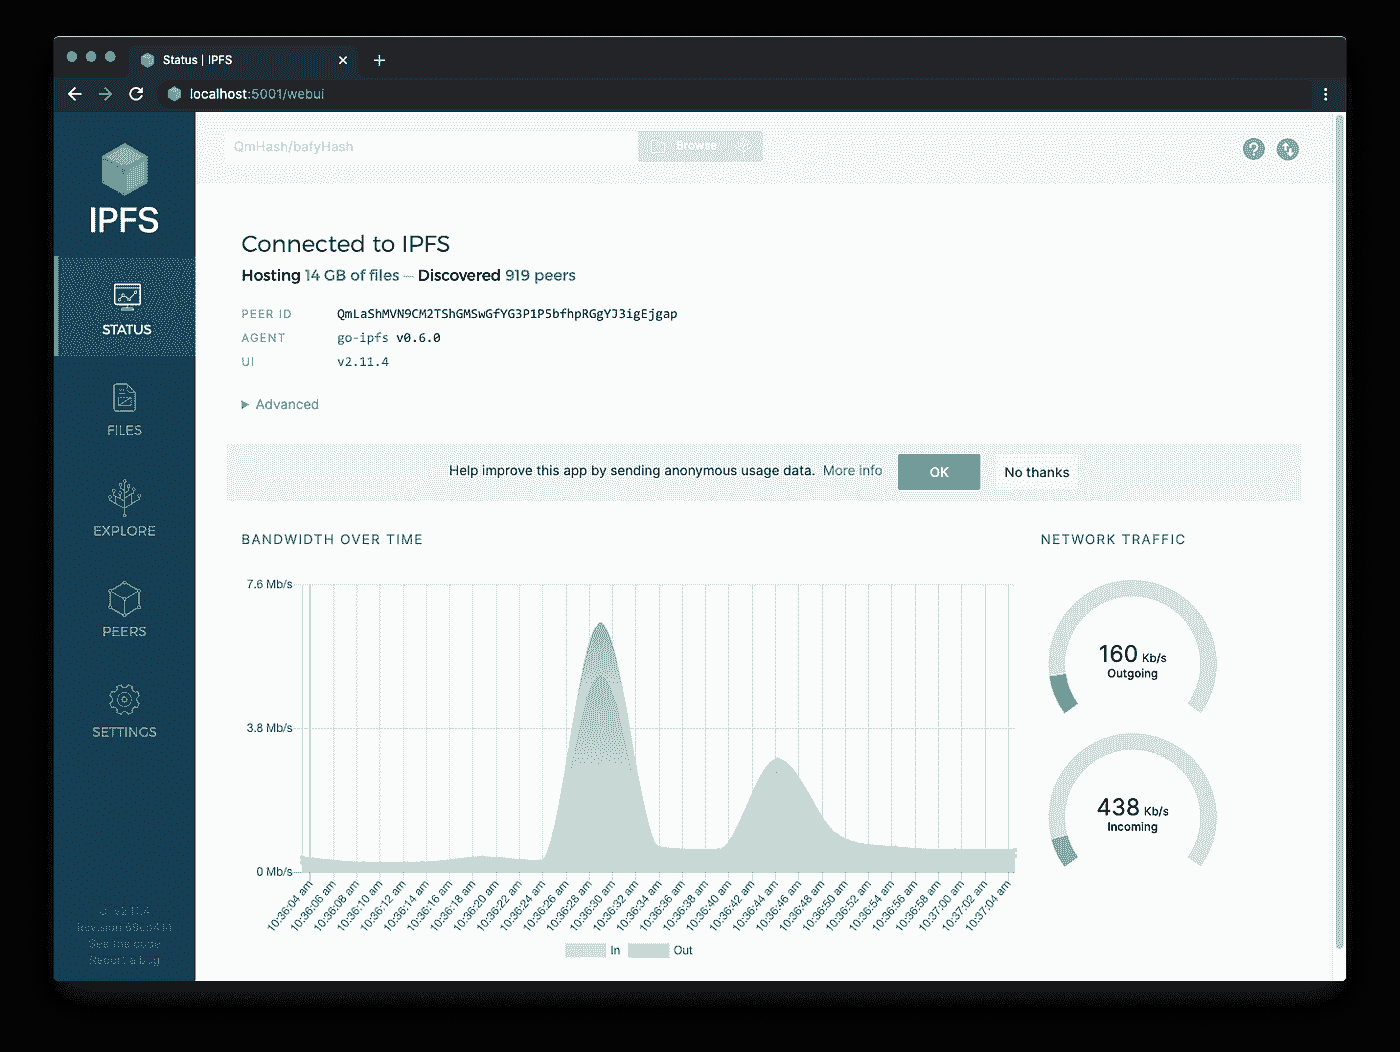 Status | IPFS
localhost:5001/webui
IPFS
STATUS
FILES
EXPLORE
PEERS
SETTINGS
See the code
Report a bug
QmHash/bafyHash
Browse
Connected to IPFS
Hosting 14 GB of files — Discovered 919 peers
PEER ID QmLaShMVN9CM2TShGMSwGfYG3P1P5bfhpRGgYJ3igEjgap
AGENT go-ipfs v0.6.0
UI v2.11.4
Advanced
Help improve this app by sending anonymous usage data. More info OK No thanks
BANDWIDTH OVER TIME
7.6 Mb/s
3.8 Mb/s
0 Mb/s
10:36:04 am
10:36:06 am
10:36:08 am
10:36:10 am
10:36:12 am
10:36:14 am
10:36:16 am
10:36:18 am
10:36:20 am
10:36:22 am
10:36:24 am
10:36:26 am
10:36:28 am
10:36:30 am
10:36:32 am
10:36:34 am
10:36:36 am
10:36:38 am
10:36:40 am
10:36:42 am
10:36:44 am
10:36:46 am
10:36:48 am
10:36:50 am
10:36:52 am
10:36:54 am
10:36:56 am
10:36:58 am
10:37:00 am
10:37:02 am
10:37:04 am
In Out
NETWORK TRAFFIC
160 Kb/s
Outgoing
438 Kb/s
Incoming